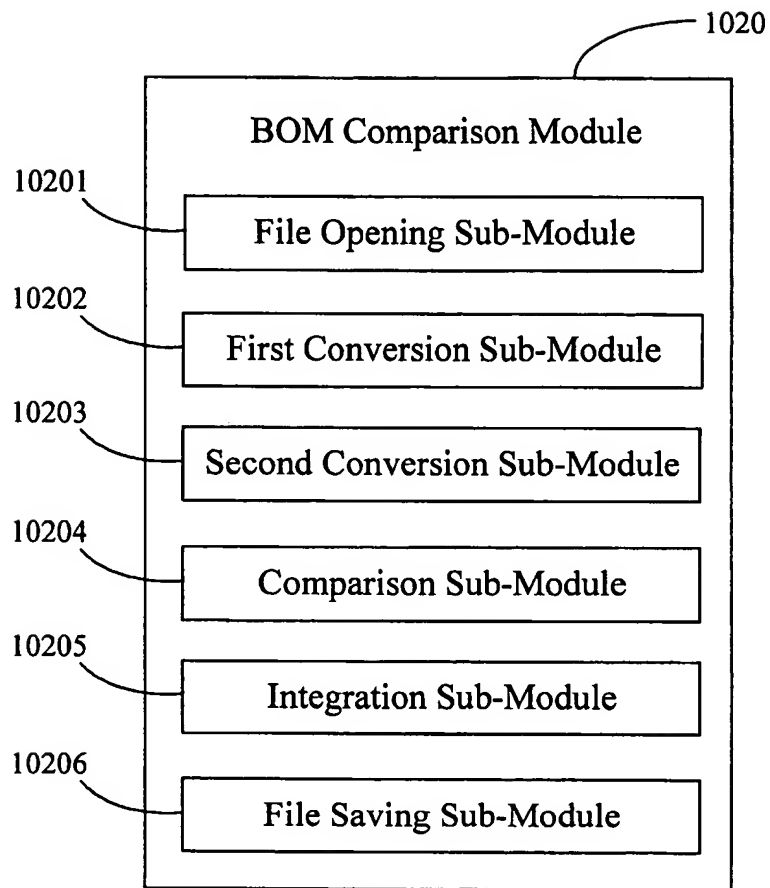 1020
BOM Comparison Module
10201
File Opening Sub-Module
10202
First Conversion Sub-Module
10203
Second Conversion Sub-Module
10204
Comparison Sub-Module
10205
Integration Sub-Module
10206
File Saving Sub-Module